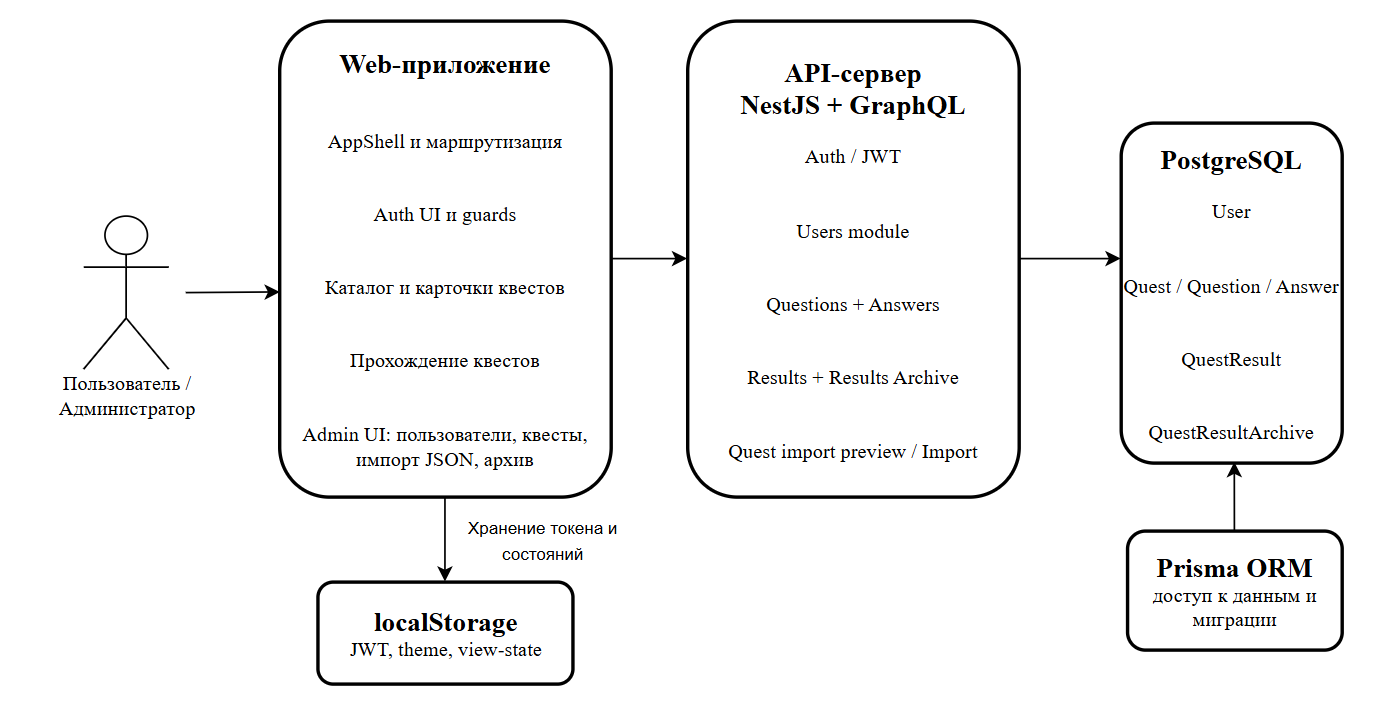 Web-приложение
AppShell и маршрутизация
Auth UI и guards
Каталог и карточки квестов
Прохождение квестов
Admin UI: пользователи, квесты,
импорт JSON, архив
API-сервер
NestJS + GraphQL
Auth / JWT
Users module
Questions + Answers
Results + Results Archive
Quest import preview / Import
PostgreSQL
User
Quest / Question / Answer
QuestResult
QuestResultArchive
Пользователь /
Администратор
Хранение токена и
состояний
localStorage
JWT, theme, view-state
Prisma ORM
доступ к данным и
миграции